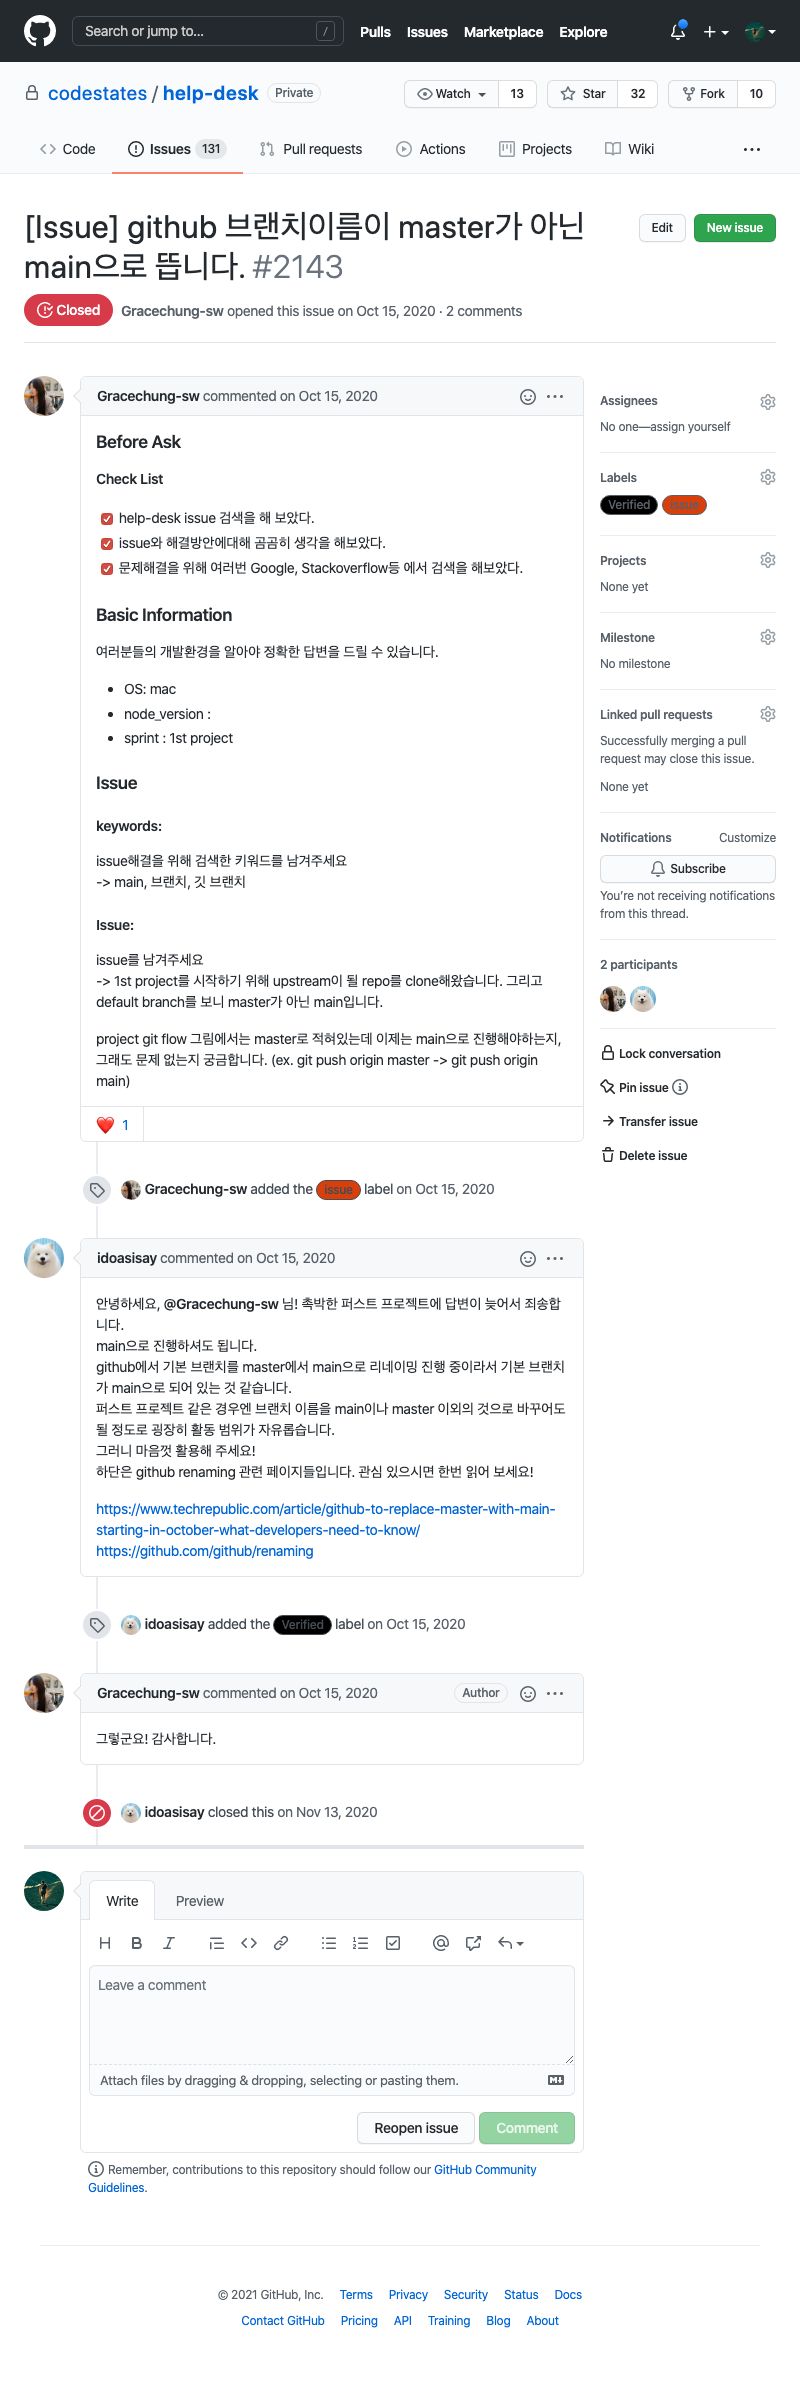 Search or jump to... /
Pulls Issues Marketplace Explore
codestates / help-desk Private
Watch 13 Star 32 Fork 10
Code Issues 131 Pull requests Actions Projects Wiki ...
[Issue] github 브랜치이름이 master가 아닌
main으로 뜹니다. #2143
Edit New issue
Closed Gracechung-sw opened this issue on Oct 15, 2020 · 2 comments
Gracechung-sw commented on Oct 15, 2020
Before Ask
Check List
help-desk issue 검색을 해 보았다.
issue와 해결방안에대해 곰곰히 생각을 해보았다.
문제해결을 위해 여러번 Google, Stackoverflow등 에서 검색을 해보았다.
Basic Information
여러분들의 개발환경을 알아야 정확한 답변을 드릴 수 있습니다.
• OS: mac
• node_version :
• sprint : 1st project
Issue
keywords:
issue해결을 위해 검색한 키워드를 남겨주세요
-> main, 브랜치, 깃 브랜치
Issue:
issue를 남겨주세요
-> 1st project를 시작하기 위해 upstream이 될 repo를 clone해왔습니다. 그리고
default branch를 보니 master가 아닌 main입니다.
project git flow 그림에서는 master로 적혀있는데 이제는 main으로 진행해야하는지,
그래도 문제 없는지 궁금합니다. (ex. git push origin master -> git push origin
main)
❤️ 1
Assignees
No one—assign yourself
Labels
Verified issue
Projects
None yet
Milestone
No milestone
Linked pull requests
Successfully merging a pull
request may close this issue.
None yet
Notifications Customize
Subscribe
You're not receiving notifications
from this thread.
2 participants
Lock conversation
Pin issue
Transfer issue
Delete issue
Gracechung-sw added the issue label on Oct 15, 2020
idoasisay commented on Oct 15, 2020
안녕하세요, @Gracechung-sw 님! 촉박한 퍼스트 프로젝트에 답변이 늦어서 죄송합
니다.
main으로 진행하셔도 됩니다.
github에서 기본 브랜치를 master에서 main으로 리네이밍 진행 중이라서 기본 브랜치
가 main으로 되어 있는 것 같습니다.
퍼스트 프로젝트 같은 경우엔 브랜치 이름을 main이나 master 이외의 것으로 바꾸어도
될 정도로 굉장히 활동 범위가 자유롭습니다.
그러니 마음껏 활용해 주세요!
하단은 github renaming 관련 페이지들입니다. 관심 있으시면 한번 읽어 보세요!
https://www.techrepublic.com/article/github-to-replace-master-with-main-
starting-in-october-what-developers-need-to-know/
https://github.com/github/renaming
idoasisay added the Verified label on Oct 15, 2020
Gracechung-sw commented on Oct 15, 2020 Author
그렇군요! 감사합니다.
idoasisay closed this on Nov 13, 2020
Write Preview
Leave a comment
Attach files by dragging & dropping, selecting or pasting them.
Reopen issue Comment
Remember, contributions to this repository should follow our GitHub Community
Guidelines.
© 2021 GitHub, Inc. Terms Privacy Security Status Docs
Contact GitHub Pricing API Training Blog About